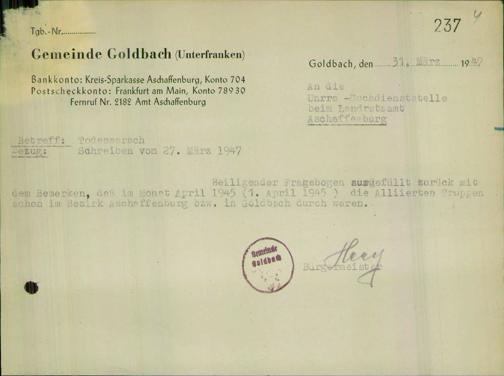 237
4
Tgb.-Nr.
Gemeinde Goldbach (Unterfranken)
Bankkonto: Kreis-Sparkasse Aschaffenburg, Konto 704
Postscheckkonto: Frankfurt am Main, Konto 78930
Fernruf Nr. 2182 Amt Aschaffenburg
Goldbach, den 31. März 1947
An die
Unrra -Suchdienststelle
beim Landratsamt
Aschaffenburg
Betreff: Todesmarsch
Bezug: Schreiben von 27. März 1947
Beiligender Fragebogen ausgefüllt zurück mit
dem Bemerken, daß im Monat April 1945 (1. April 1945 ) die Alliierten Truppen
schon im Bezirk Aschaffenburg bzw. in Goldbach durch waren.
Gemeinde
Goldbach
Bürgermeister